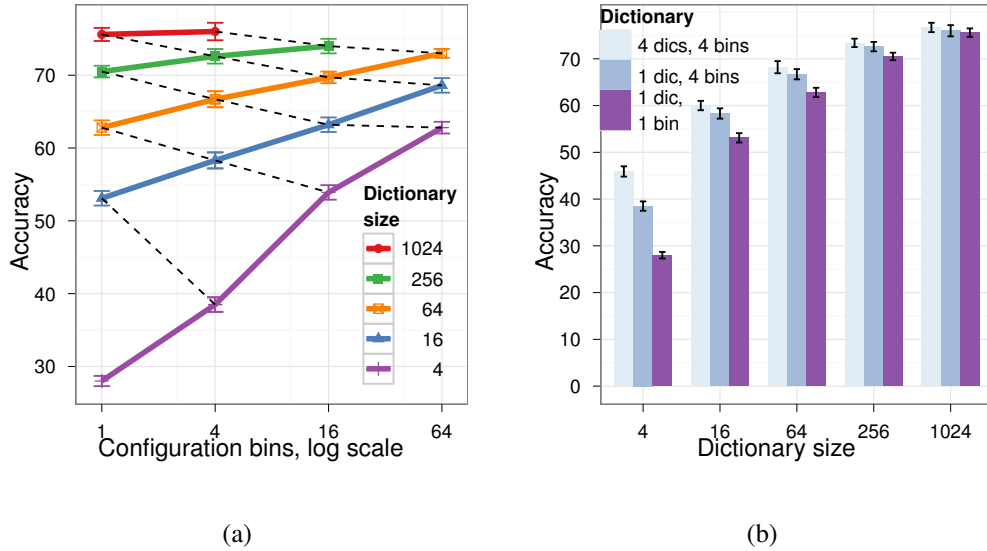 70
60
50
40
30
Accuracy
1
4
16
64
Configuration bins, log scale
Dictionary
size
1024
256
64
16
4
(a)
Dictionary
4 dics, 4 bins
1 dic, 4 bins
1 dic,
1 bin
70
60
50
40
30
20
10
0
Accuracy
4
16
64
256
1024
Dictionary size
(b)